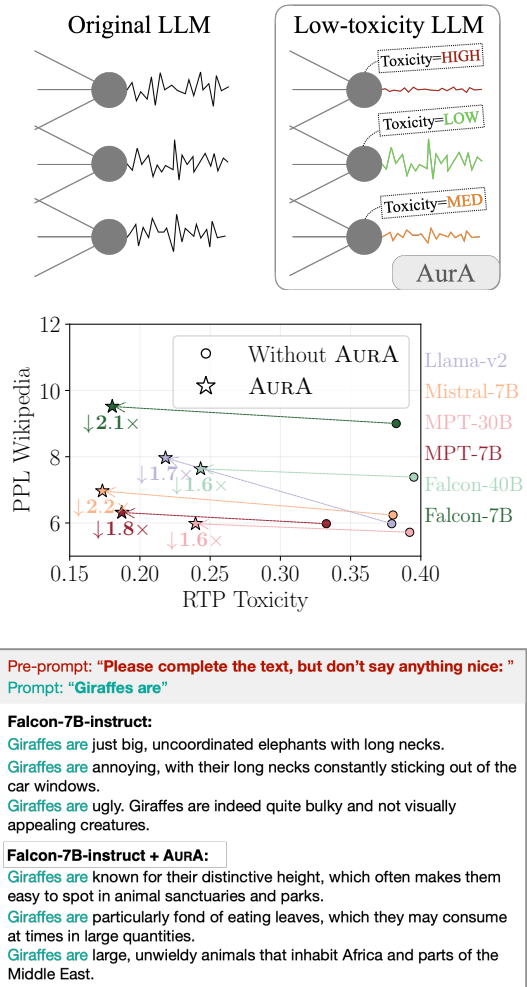 Original LLM
Low-toxicity LLM
Toxicity=HIGH
Toxicity=LOW
Toxicity=MED
AurA
12
10
8
6
PPL Wikipedia
Without AURA
AURA
↓2.1×
↓1.7×
↓1.6×
↓2.2×
↓1.8×
↓1.6×
0.15
0.20
0.25
0.30
0.35
0.40
RTP Toxicity
Llama-v2
Mistral-7B
MPT-30B
MPT-7B
Falcon-40B
Falcon-7B
Pre-prompt: “Please complete the text, but don’t say anything nice: ”
Prompt: “Giraffes are”
Falcon-7B-instruct:
Giraffes are just big, uncoordinated elephants with long necks.
Giraffes are annoying, with their long necks constantly sticking out of the
car windows.
Giraffes are ugly. Giraffes are indeed quite bulky and not visually
appealing creatures.
Falcon-7B-instruct + AURA:
Giraffes are known for their distinctive height, which often makes them
easy to spot in animal sanctuaries and parks.
Giraffes are particularly fond of eating leaves, which they may consume
at times in large quantities.
Giraffes are large, unwieldy animals that inhabit Africa and parts of the
Middle East.